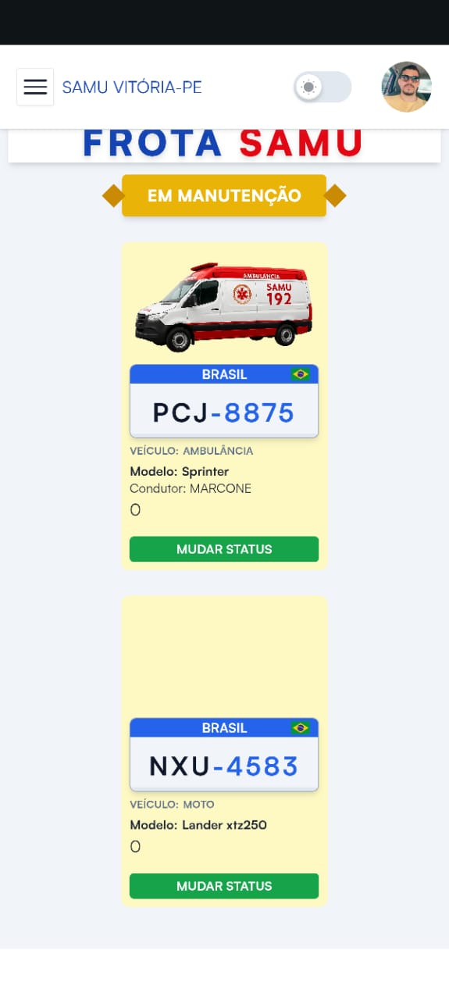 SAMU VITÓRIA-PE
FROTA SAMU
EM MANUTENÇÃO
AMBULÂNCIA
SAMU
192
BRASIL
PCJ-8875
VEÍCULO: AMBULÂNCIA
Modelo: Sprinter
Condutor: MARCONE
0
MUDAR STATUS
BRASIL
NXU-4583
VEÍCULO: MOTO
Modelo: Lander xtz250
0
MUDAR STATUS